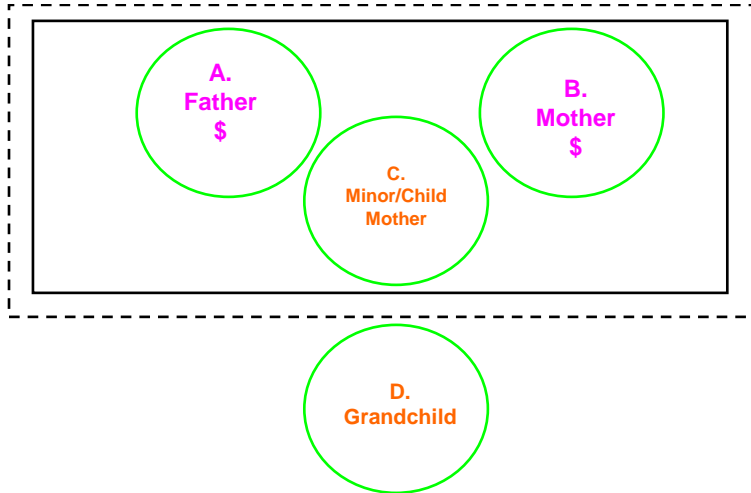 A.
Father
$
B.
Mother
$
C.
Minor/Child
Mother
D.
Grandchild